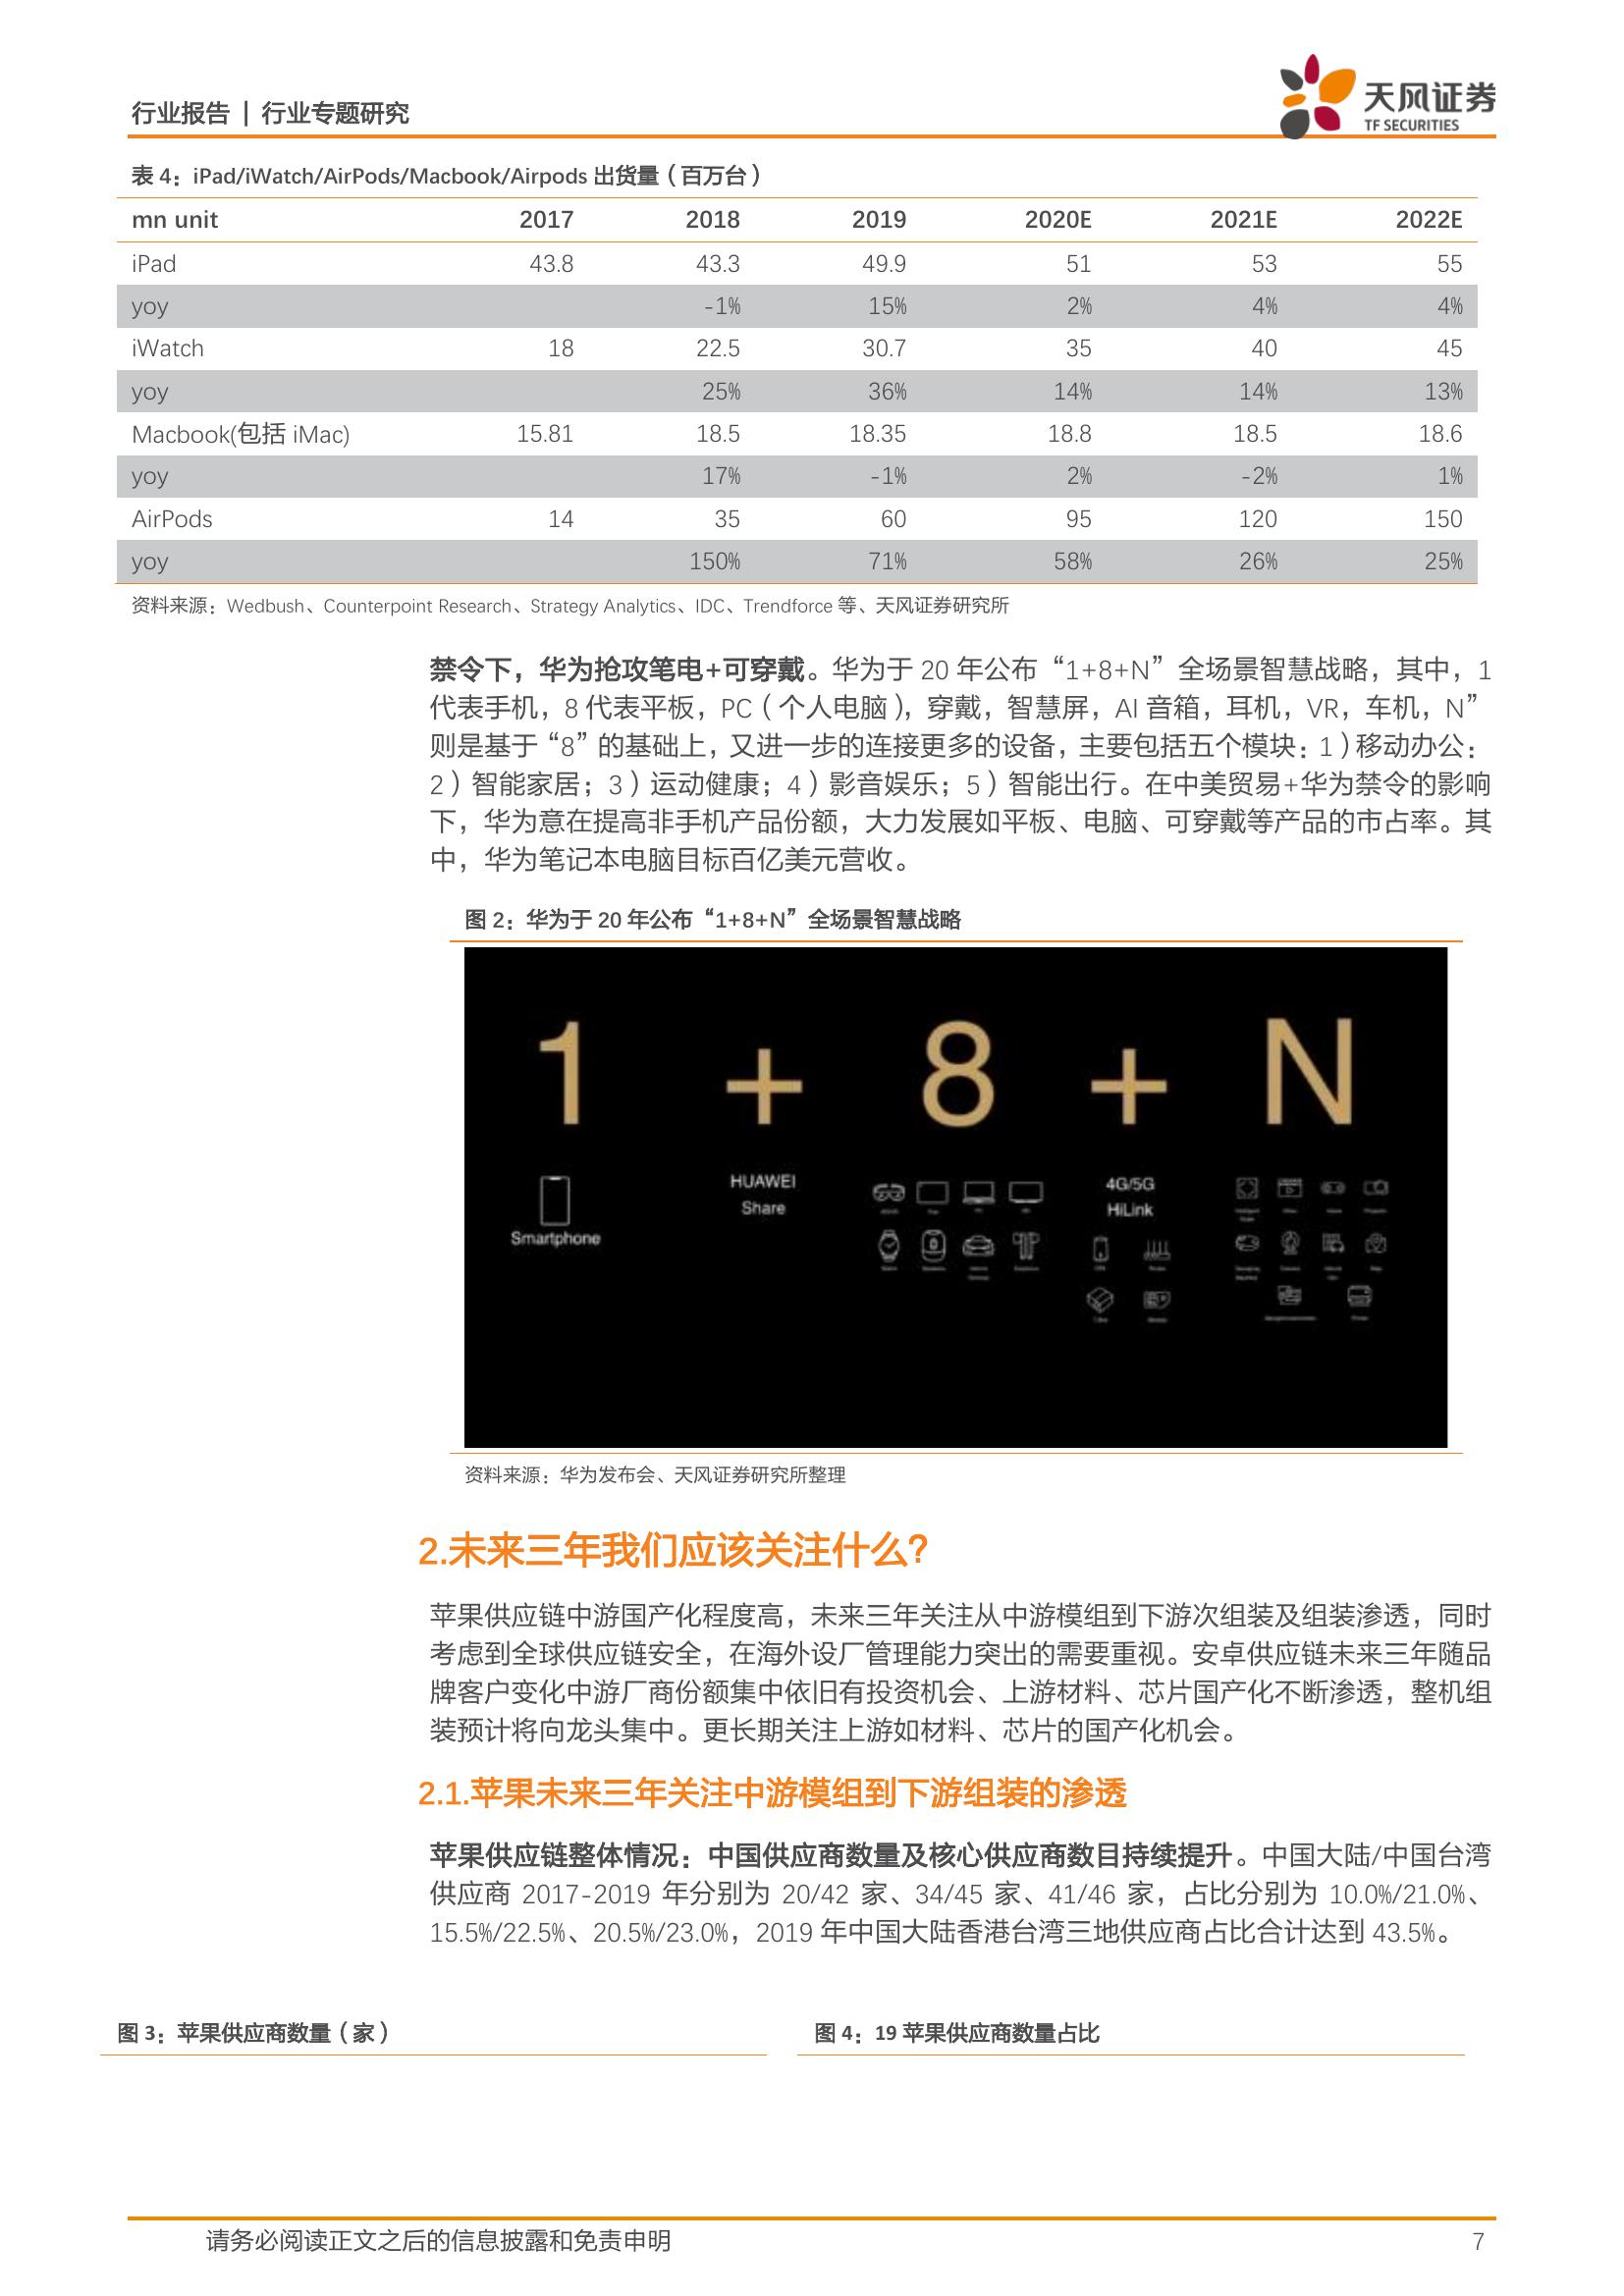 行业报告 | 行业专题研究
天风证券
TF SECURITIES
表 4：iPad/iWatch/AirPods/Macbook/Airpods 出货量（百万台）
mn unit 2017 2018 2019 2020E 2021E 2022E
iPad 43.8 43.3 49.9 51 53 55
yoy -1% 15% 2% 4% 4%
iWatch 18 22.5 30.7 35 40 45
yoy 25% 36% 14% 14% 13%
Macbook(包括 iMac) 15.81 18.5 18.35 18.8 18.5 18.6
yoy 17% -1% 2% -2% 1%
AirPods 14 35 60 95 120 150
yoy 150% 71% 58% 26% 25%
资料来源：Wedbush、Counterpoint Research、Strategy Analytics、IDC、Trendforce 等、天风证券研究所
禁令下，华为抢攻笔电+可穿戴。华为于 20 年公布“1+8+N”全场景智慧战略，其中，1
代表手机，8 代表平板，PC（个人电脑），穿戴，智慧屏，AI 音箱，耳机，VR，车机，N”
则是基于“8”的基础上，又进一步的连接更多的设备，主要包括五个模块：1）移动办公：
2）智能家居；3）运动健康；4）影音娱乐；5）智能出行。在中美贸易+华为禁令的影响
下，华为意在提高非手机产品份额，大力发展如平板、电脑、可穿戴等产品的市占率。其
中，华为笔记本电脑目标百亿美元营收。
图 2：华为于 20 年公布“1+8+N”全场景智慧战略
1 + 8 + N
Smartphone
HUAWEI
Share
4G/5G
HiLink
资料来源：华为发布会、天风证券研究所整理
2.未来三年我们应该关注什么？
苹果供应链中游国产化程度高，未来三年关注从中游模组到下游次组装及组装渗透，同时
考虑到全球供应链安全，在海外设厂管理能力突出的需要重视。安卓供应链未来三年随品
牌客户变化中游厂商份额集中依旧有投资机会、上游材料、芯片国产化不断渗透，整机组
装预计将向龙头集中。更长期关注上游如材料、芯片的国产化机会。
2.1.苹果未来三年关注中游模组到下游组装的渗透
苹果供应链整体情况：中国供应商数量及核心供应商数目持续提升。中国大陆/中国台湾
供应商 2017-2019 年分别为 20/42 家、34/45 家、41/46 家，占比分别为 10.0%/21.0%、
15.5%/22.5%、20.5%/23.0%，2019 年中国大陆香港台湾三地供应商占比合计达到 43.5%。
图 3：苹果供应商数量（家）
图 4：19 苹果供应商数量占比
请务必阅读正文之后的信息披露和免责申明
7